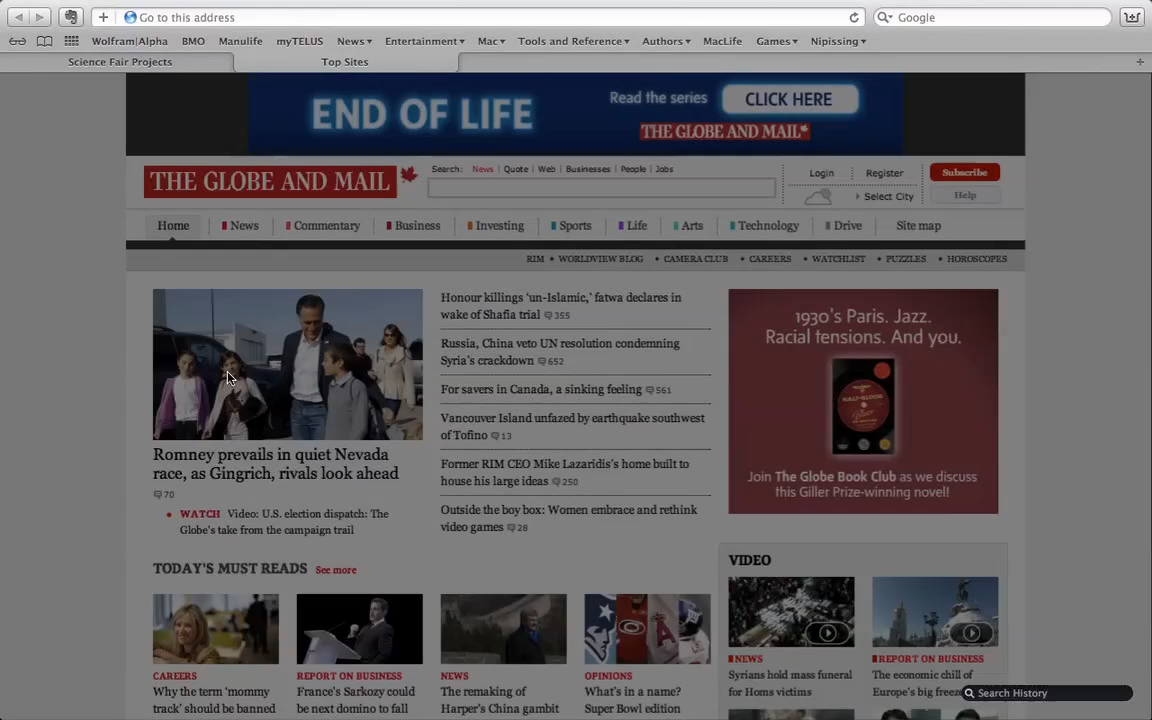 Go to this address
Google
Wolfram|Alpha BMO Manulife myTELUS News Entertainment Mac Tools and Reference Authors MacLife Games Nipissing
Science Fair Projects Top Sites
END OF LIFE
Read the series CLICK HERE
THE GLOBE AND MAIL*
THE GLOBE AND MAIL
Search: News Quote Web Businesses People Jobs
Login Register Subscribe
Select City Help
Home News Commentary Business Investing Sports Life Arts Technology Drive Site map
RIM • WORLDVIEW BLOG • CAMERA CLUB • CAREERS • WATCHLIST • PUZZLES • HOROSCOPES
Romney prevails in quiet Nevada
race, as Gingrich, rivals look ahead
70
• WATCH Video: U.S. election dispatch: The
Globe's take from the campaign trail
Honour killings ‘un-Islamic,’ fatwa declares in
wake of Shafia trial 355
Russia, China veto UN resolution condemning
Syria's crackdown 652
For savers in Canada, a sinking feeling 561
Vancouver Island unfazed by earthquake southwest
of Tofino 13
Former RIM CEO Mike Lazaridis's home built to
house his large ideas 250
Outside the boy box: Women embrace and rethink
video games 28
1930's Paris. Jazz.
Racial tensions. And you.
HALF-BLOOD
Join The Globe Book Club as we discuss
this Giller Prize-winning novel!
TODAY'S MUST READS See more
CAREERS
Why the term ‘mommy
track’ should be banned
REPORT ON BUSINESS
France's Sarkozy could
be next domino to fall
NEWS
The remaking of
Harper's China gambit
OPINIONS
What's in a name?
Super Bowl edition
VIDEO
NEWS
Syrians hold mass funeral
for Homs victims
REPORT ON BUSINESS
The economic chill of
Europe's big freeze
Search History